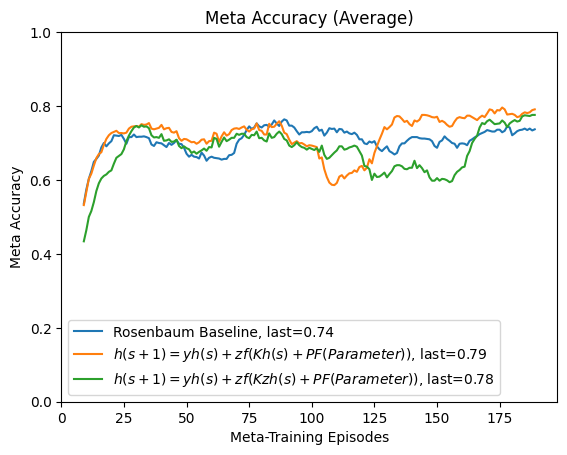 Meta Accuracy (Average)
1.0
0.8
0.6
0.4
0.2
0.0
Meta Accuracy
0 25 50 75 100 125 150 175
Meta-Training Episodes
Rosenbaum Baseline, last=0.74
h(s + 1) = yh(s) + zf(Kh(s) + PF(Parameter)), last=0.79
h(s + 1) = yh(s) + zf(Kzh(s) + PF(Parameter)), last=0.78